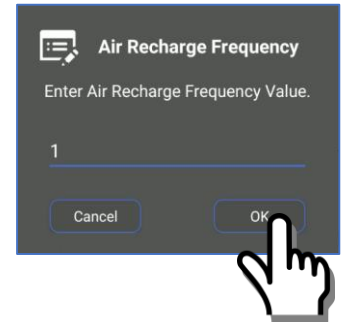 Air Recharge Frequency
Enter Air Recharge Frequency Value.
1
Cancel
OK